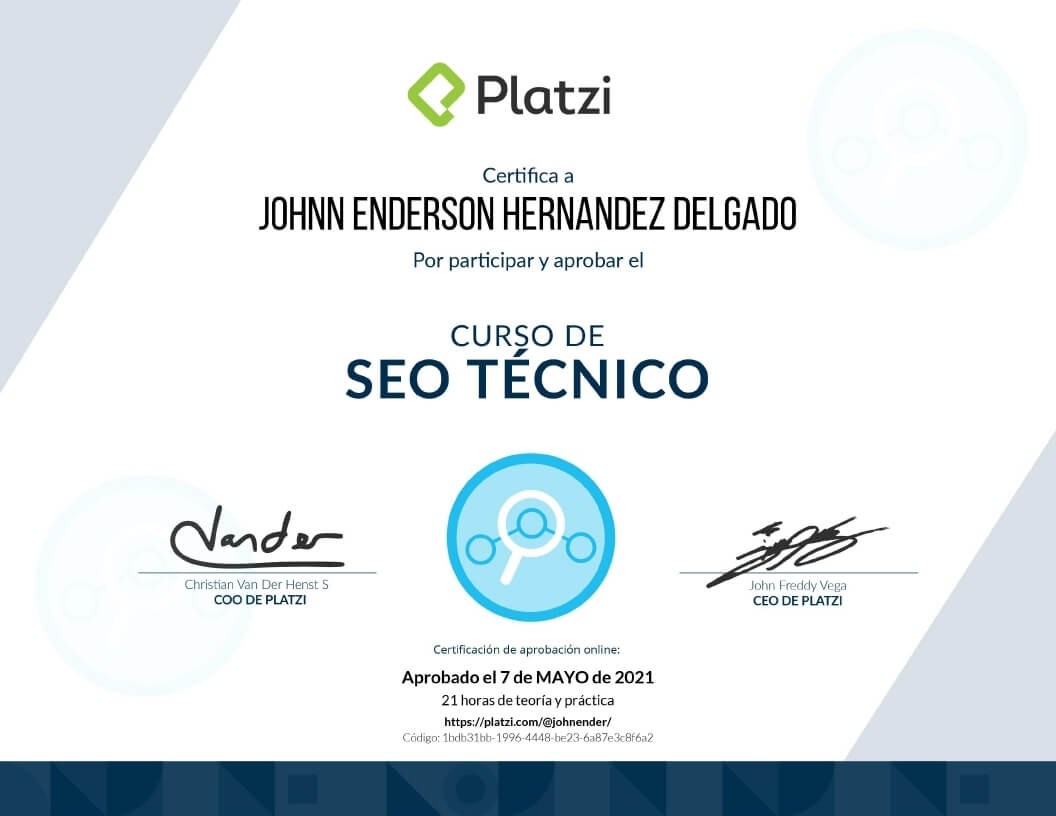 Platzi
Certifica a
JOHNN ENDERSON HERNANDEZ DELGADO
Por participar y aprobar el
CURSO DE
SEO TÉCNICO
Vander
Christian Van Der Henst S
COO DE PLATZI
John Freddy Vega
CEO DE PLATZI
Certificación de aprobación online:
Aprobado el 7 de MAYO de 2021
21 horas de teoría y práctica
https://platzi.com/@johnender/
Código: 1bdb31bb-1996-4448-be23-6a87e3c8f6a2